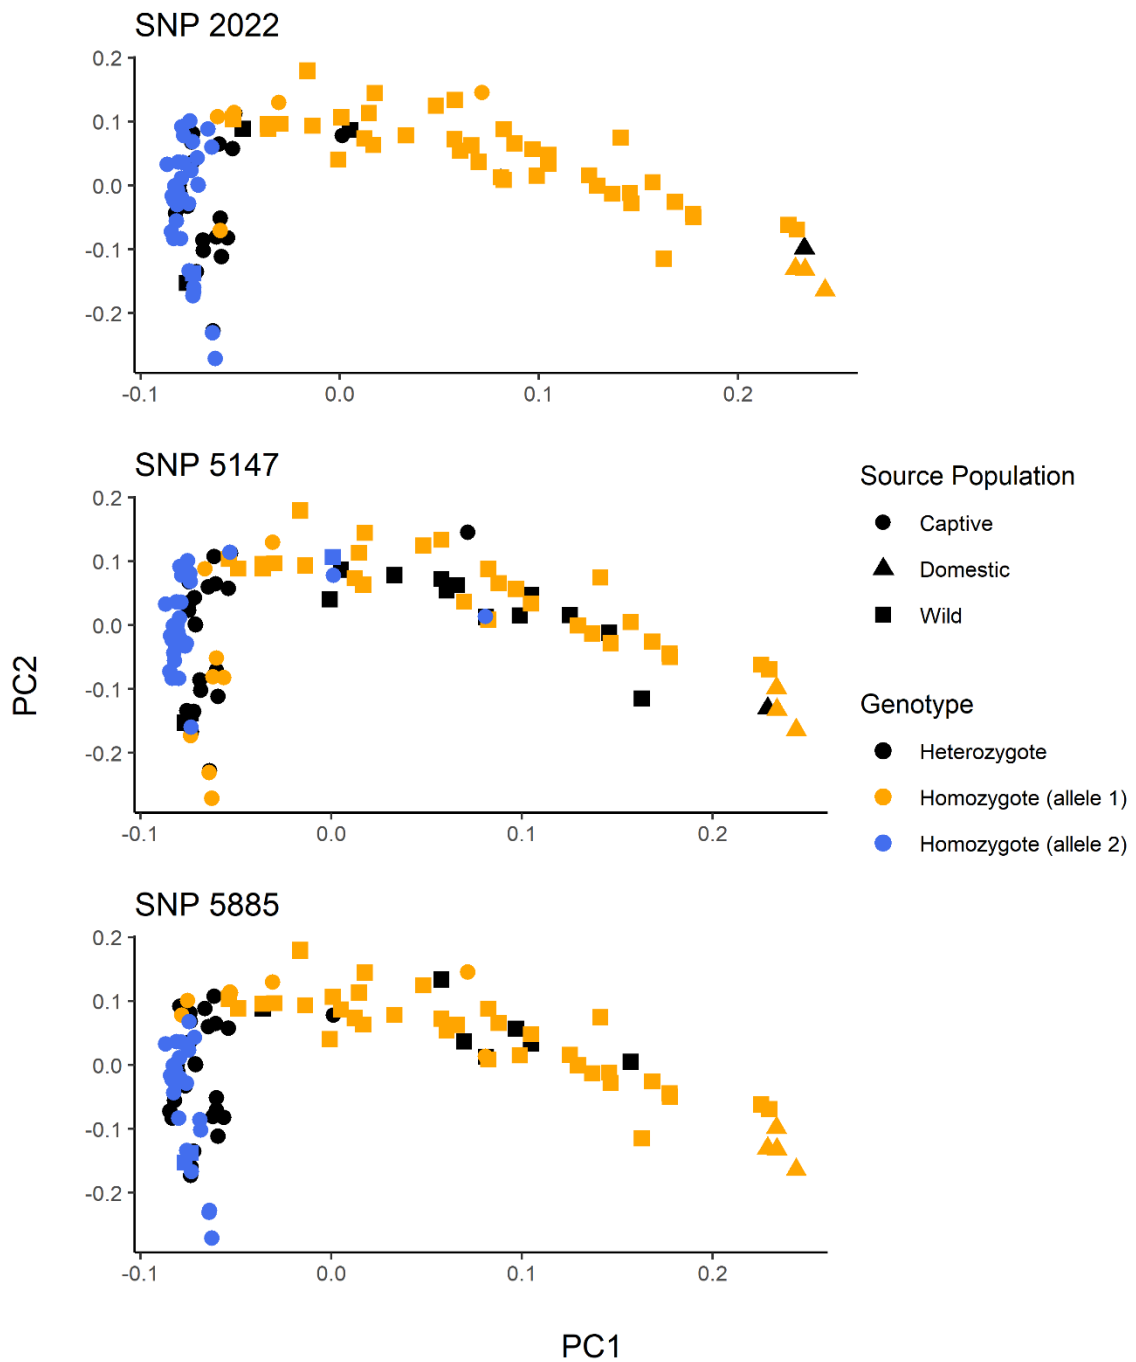 SNP 2022
0.2
0.1
0.0
-0.1
-0.2
-0.1 0.0 0.1 0.2
SNP 5147
0.2
0.1
0.0
-0.1
-0.2
-0.1 0.0 0.1 0.2
PC2
Source Population
Captive
Domestic
Wild
Genotype
Heterozygote
Homozygote (allele 1)
Homozygote (allele 2)
SNP 5885
0.2
0.1
0.0
-0.1
-0.2
-0.1 0.0 0.1 0.2
PC1